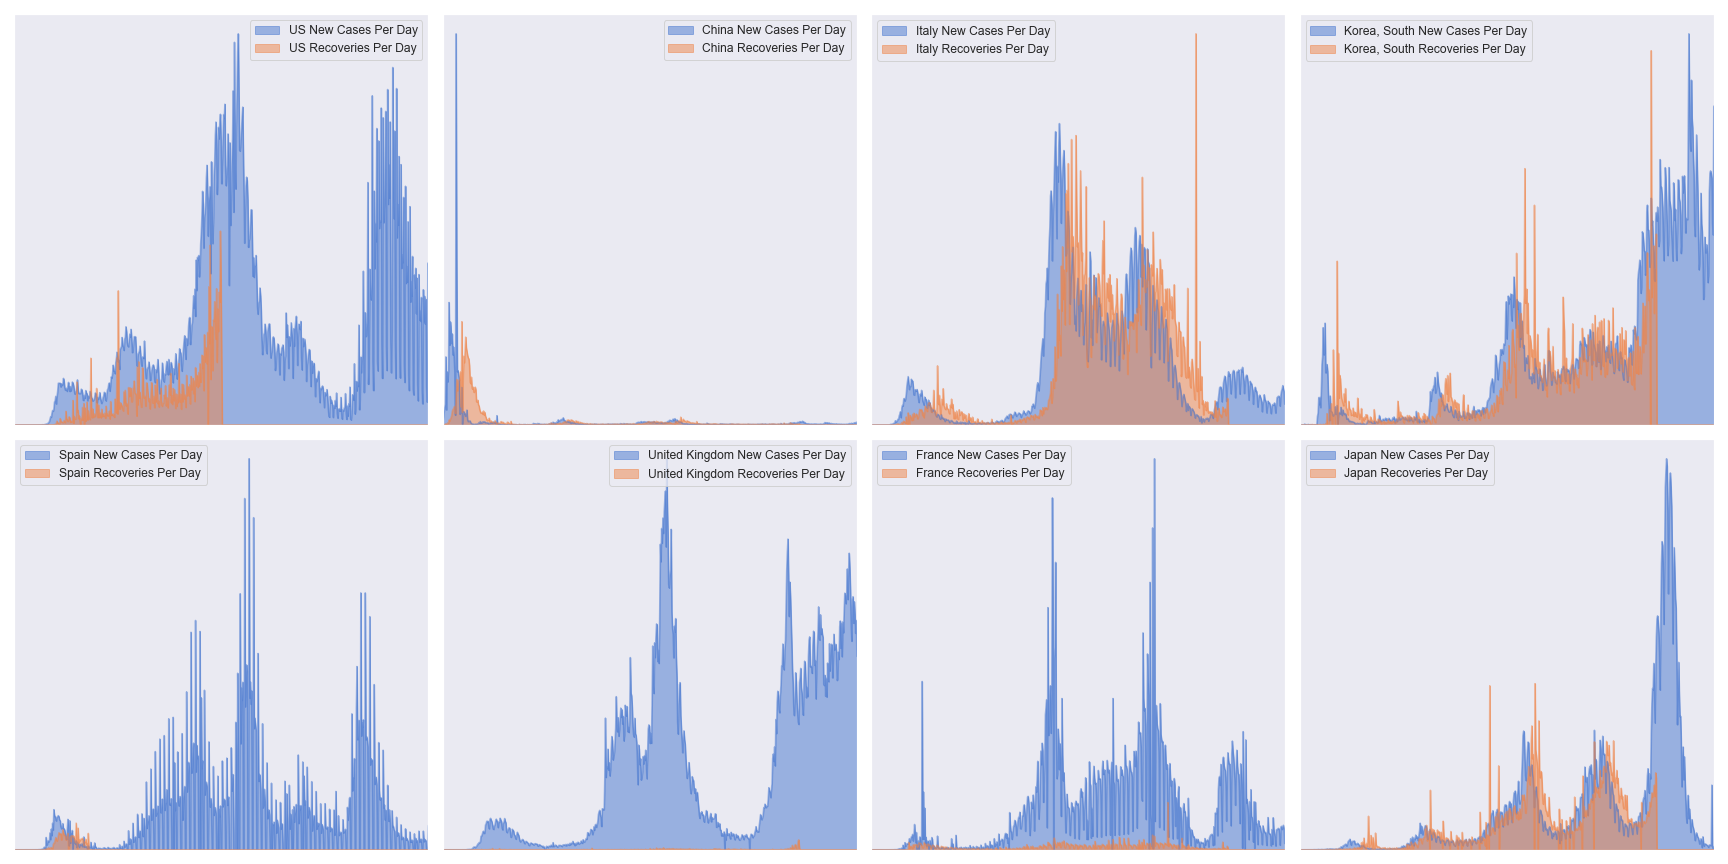 US New Cases Per Day
US Recoveries Per Day
China New Cases Per Day
China Recoveries Per Day
Italy New Cases Per Day
Italy Recoveries Per Day
Korea, South New Cases Per Day
Korea, South Recoveries Per Day
Spain New Cases Per Day
Spain Recoveries Per Day
United Kingdom New Cases Per Day
United Kingdom Recoveries Per Day
France New Cases Per Day
France Recoveries Per Day
Japan New Cases Per Day
Japan Recoveries Per Day